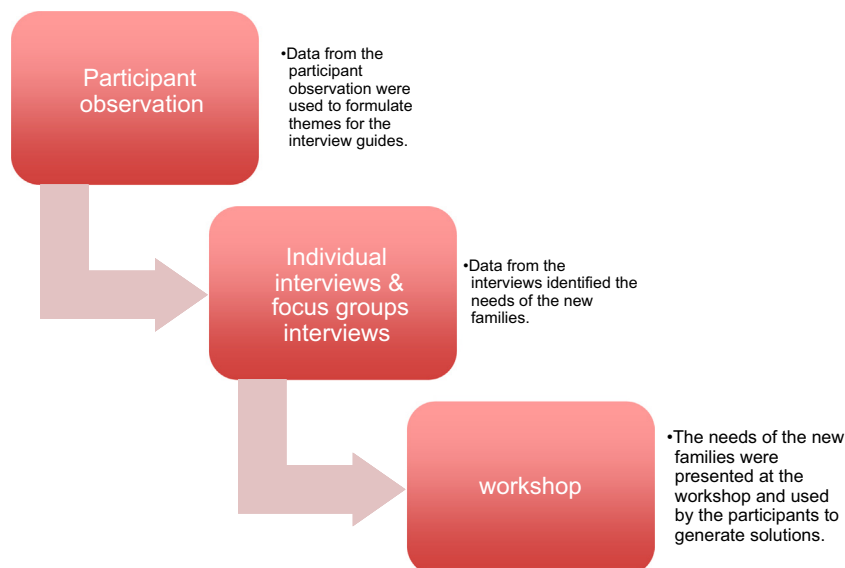 Participant
observation
•Data from the
participant
observation were
used to formulate
themes for the
interview guides.
Individual
interviews &
focus groups
interviews
•Data from the
interviews identified the
needs of the new
families.
workshop
•The needs of the new
families were
presented at the
workshop and used
by the participants to
generate solutions.